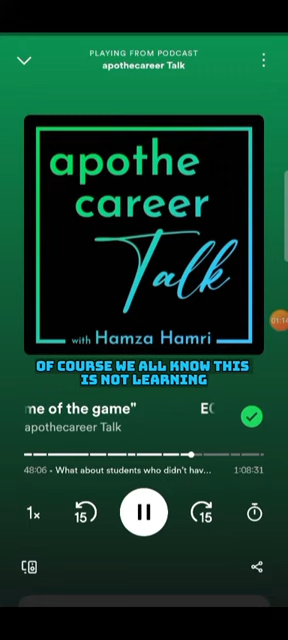 PLAYING FROM PODCAST
apothecareer Talk
apothe
career
Talk
with Hamza Hamri
OF COURSE WE ALL KNOW THIS
IS NOT LEARNING
me of the game"
apothecareer Talk
48:06 • What about students who didn't hav...
1:08:31
1x
15
15